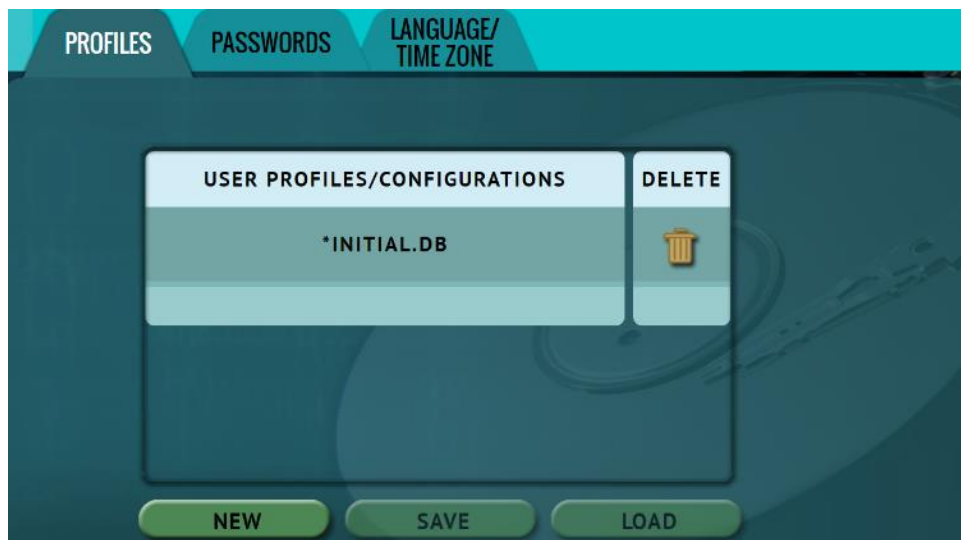 PROFILES
PASSWORDS
LANGUAGE/
TIME ZONE
USER PROFILES/CONFIGURATIONS
DELETE
*INITIAL.DB
NEW
SAVE
LOAD